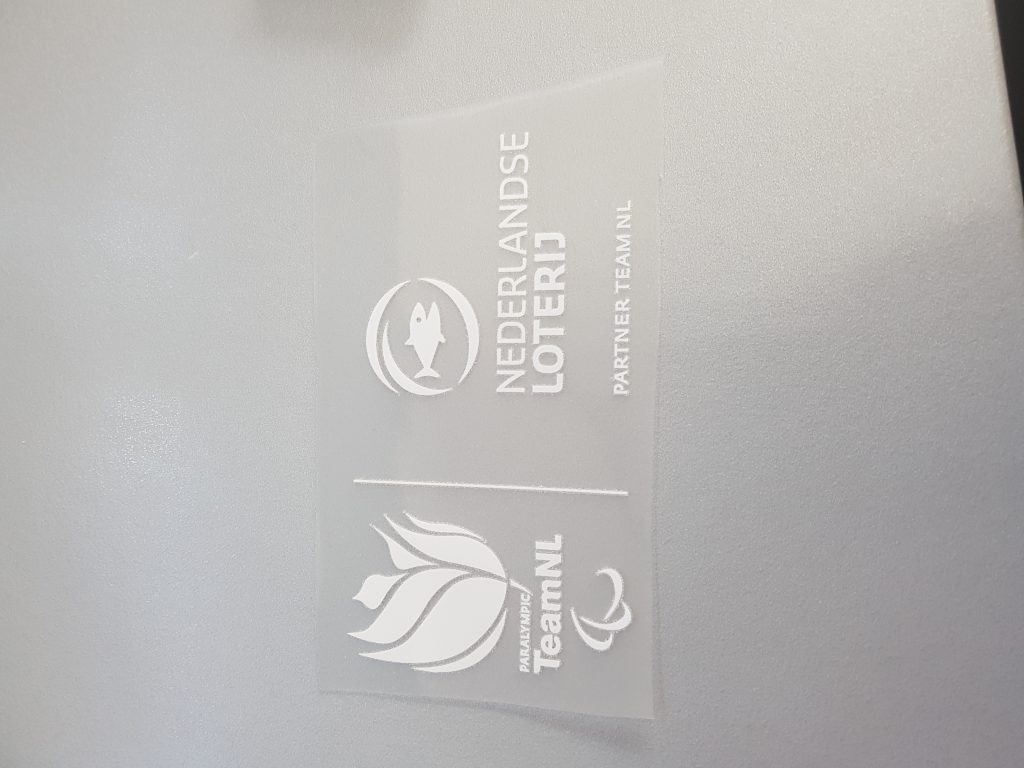 PARALYMPIC
TeamNL
NEDERLANDSE
LOTERIJ
PARTNER TEAM NL